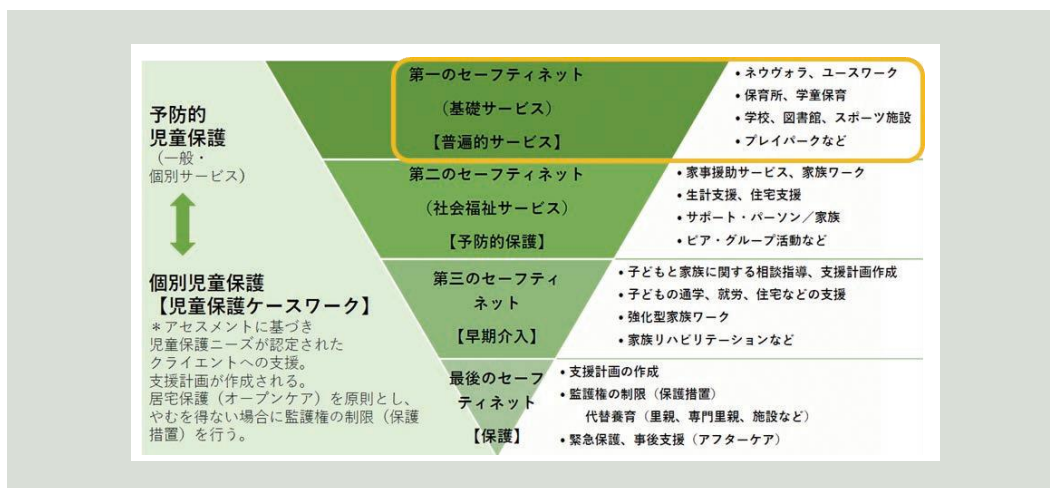 予防的
児童保護
（一般・
個別サービス）
個別児童保護
【児童保護ケースワーク】
＊アセスメントに基づき
児童保護ニーズが認定された
クライエントへの支援。
支援計画が作成される。
居宅保護（オープンケア）を原則とし、
やむを得ない場合に監護権の制限（保護
措置）を行う。
第一のセーフティネット
（基礎サービス）
【普遍的サービス】
• ネウヴォラ、ユースワーク
• 保育所、学童保育
• 学校、図書館、スポーツ施設
• プレイパークなど
第二のセーフティネット
（社会福祉サービス）
【予防的保護】
• 家事援助サービス、家族ワーク
• 生計支援、住宅支援
• サポート・パーソン／家族
• ピア・グループ活動など
第三のセーフティ
ネット
【早期介入】
• 子どもと家族に関する相談指導、支援計画作成
• 子どもの通学、就労、住宅などの支援
• 強化型家族ワーク
• 家族リハビリテーションなど
最後のセーフ
ティネット
【保護】
• 支援計画の作成
• 監護権の制限（保護措置）
代替養育（里親、専門里親、施設など）
• 緊急保護、事後支援（アフターケア）